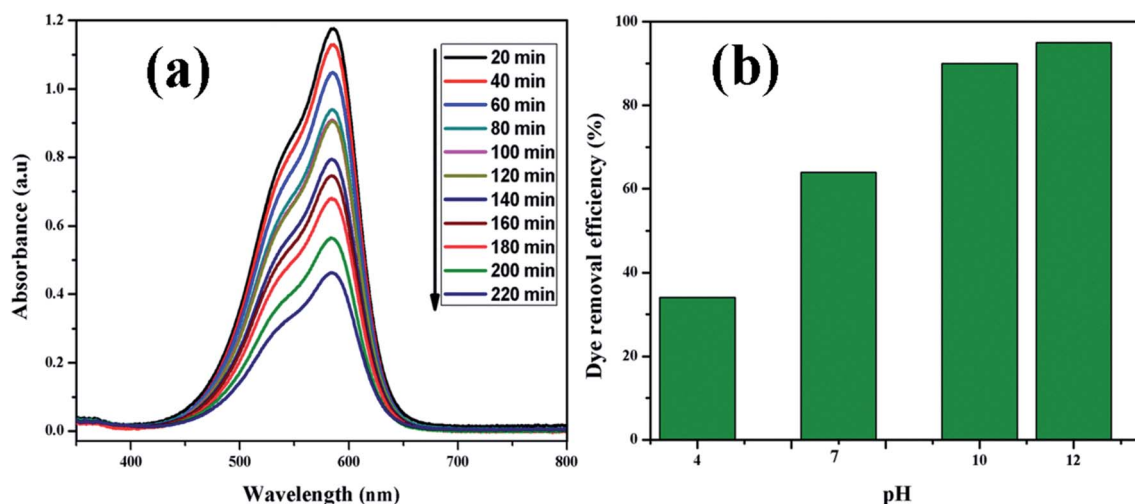 (a)
Absorbance (a.u)
1.2
1.0
0.8
0.6
0.4
0.2
0.0
20 min
40 min
60 min
80 min
100 min
120 min
140 min
160 min
180 min
200 min
220 min
400 500 600 700 800
Wavelength (nm)
(b)
Dye removal efficiency (%)
100
80
60
40
20
0
4 7 10 12
pH